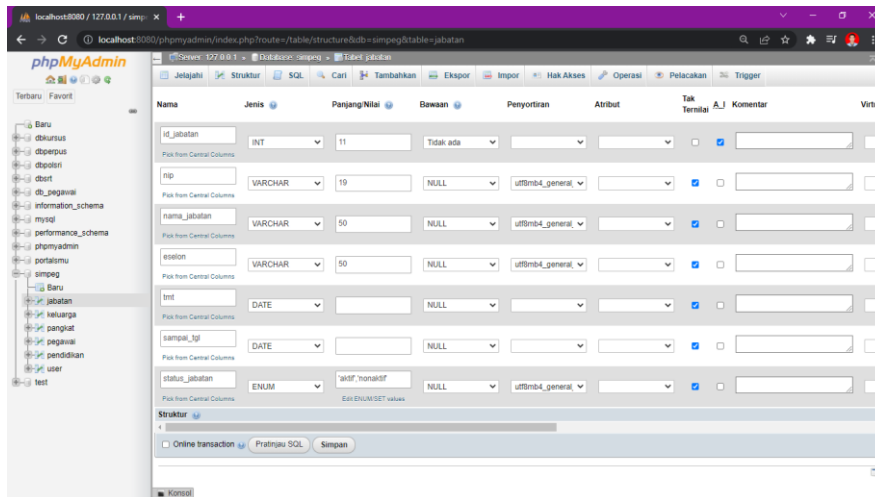 localhost:8080 / 127.0.0.1 / simp
localhost:8080/phpmyadmin/index.php?route=/table/structure&db=simpeg&table=jabatan
phpMyAdmin
Terbaru Favorit
Baru
dbkursus
dbperpus
dbpolsri
dbsrt
db_pegawai
information_schema
mysql
performance_schema
phpmyadmin
portalsmu
simpeg
Baru
jabatan
keluarga
pangkat
pegawai
pendidikan
user
test
Server: 127.0.0.1 » Database: simpeg » Tabel: jabatan
Jelajahi Struktur SQL Cari Tambahkan Ekspor Impor Hak Akses Operasi Pelacakan Trigger
Nama Jenis Panjang/Nilai Bawaan Penyortiran Atribut Tak Ternilai A_I Komentar Virtu
id_jabatan INT 11 Tidak ada
Pick from Central Columns
nip VARCHAR 19 NULL utf8mb4_general_
Pick from Central Columns
nama_jabatan VARCHAR 50 NULL utf8mb4_general_
Pick from Central Columns
eselon VARCHAR 50 NULL utf8mb4_general_
Pick from Central Columns
tmt DATE NULL
Pick from Central Columns
sampai_tgl DATE NULL
Pick from Central Columns
status_jabatan ENUM 'aktif','nonaktif' NULL utf8mb4_general_
Pick from Central Columns Edit ENUM/SET values
Struktur
Online transaction Pratinjau SQL Simpan
Konsol